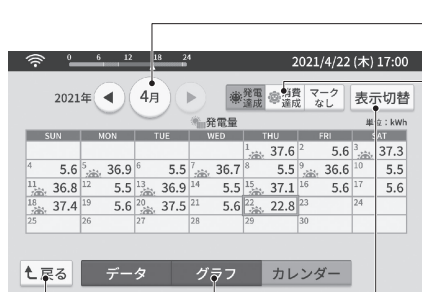 0 6 12 18 24
2021/4/22 (木) 17:00
2021年 ◀ 4月 ▶ 発電達成 消費達成 マークなし 表示切替
発電量 単位：kWh
SUN MON TUE WED THU FRI SAT
1 37.6 2 5.6 3 37.3
4 5.6 5 36.9 6 5.5 7 36.7 8 5.5 9 36.6 10 5.5
11 36.8 12 5.5 13 36.9 14 5.5 15 37.1 16 5.6 17 5.6
18 37.4 19 5.6 20 37.5 21 5.6 22 22.8 23 24
25 26 27 28 29 30
戻る データ グラフ カレンダー